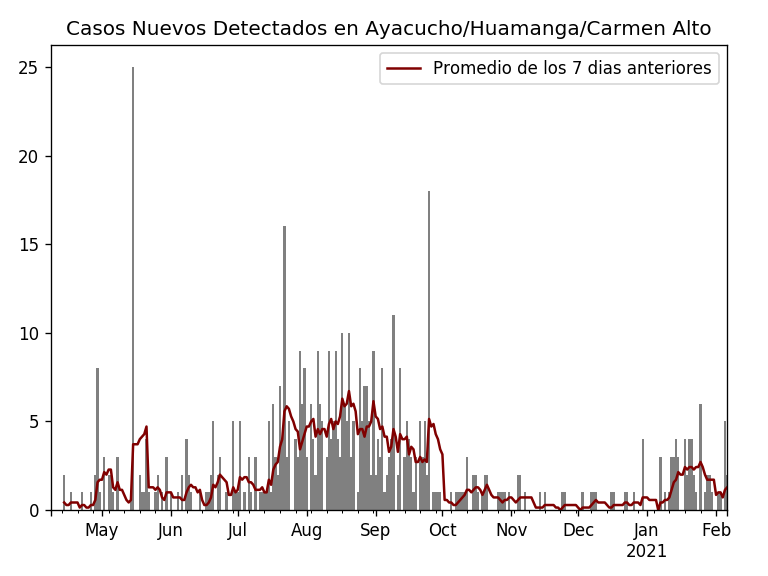 Casos Nuevos Detectados en Ayacucho/Huamanga/Carmen Alto
Promedio de los 7 dias anteriores
25
20
15
10
5
0
May Jun Jul Aug Sep Oct Nov Dec Jan Feb
2021